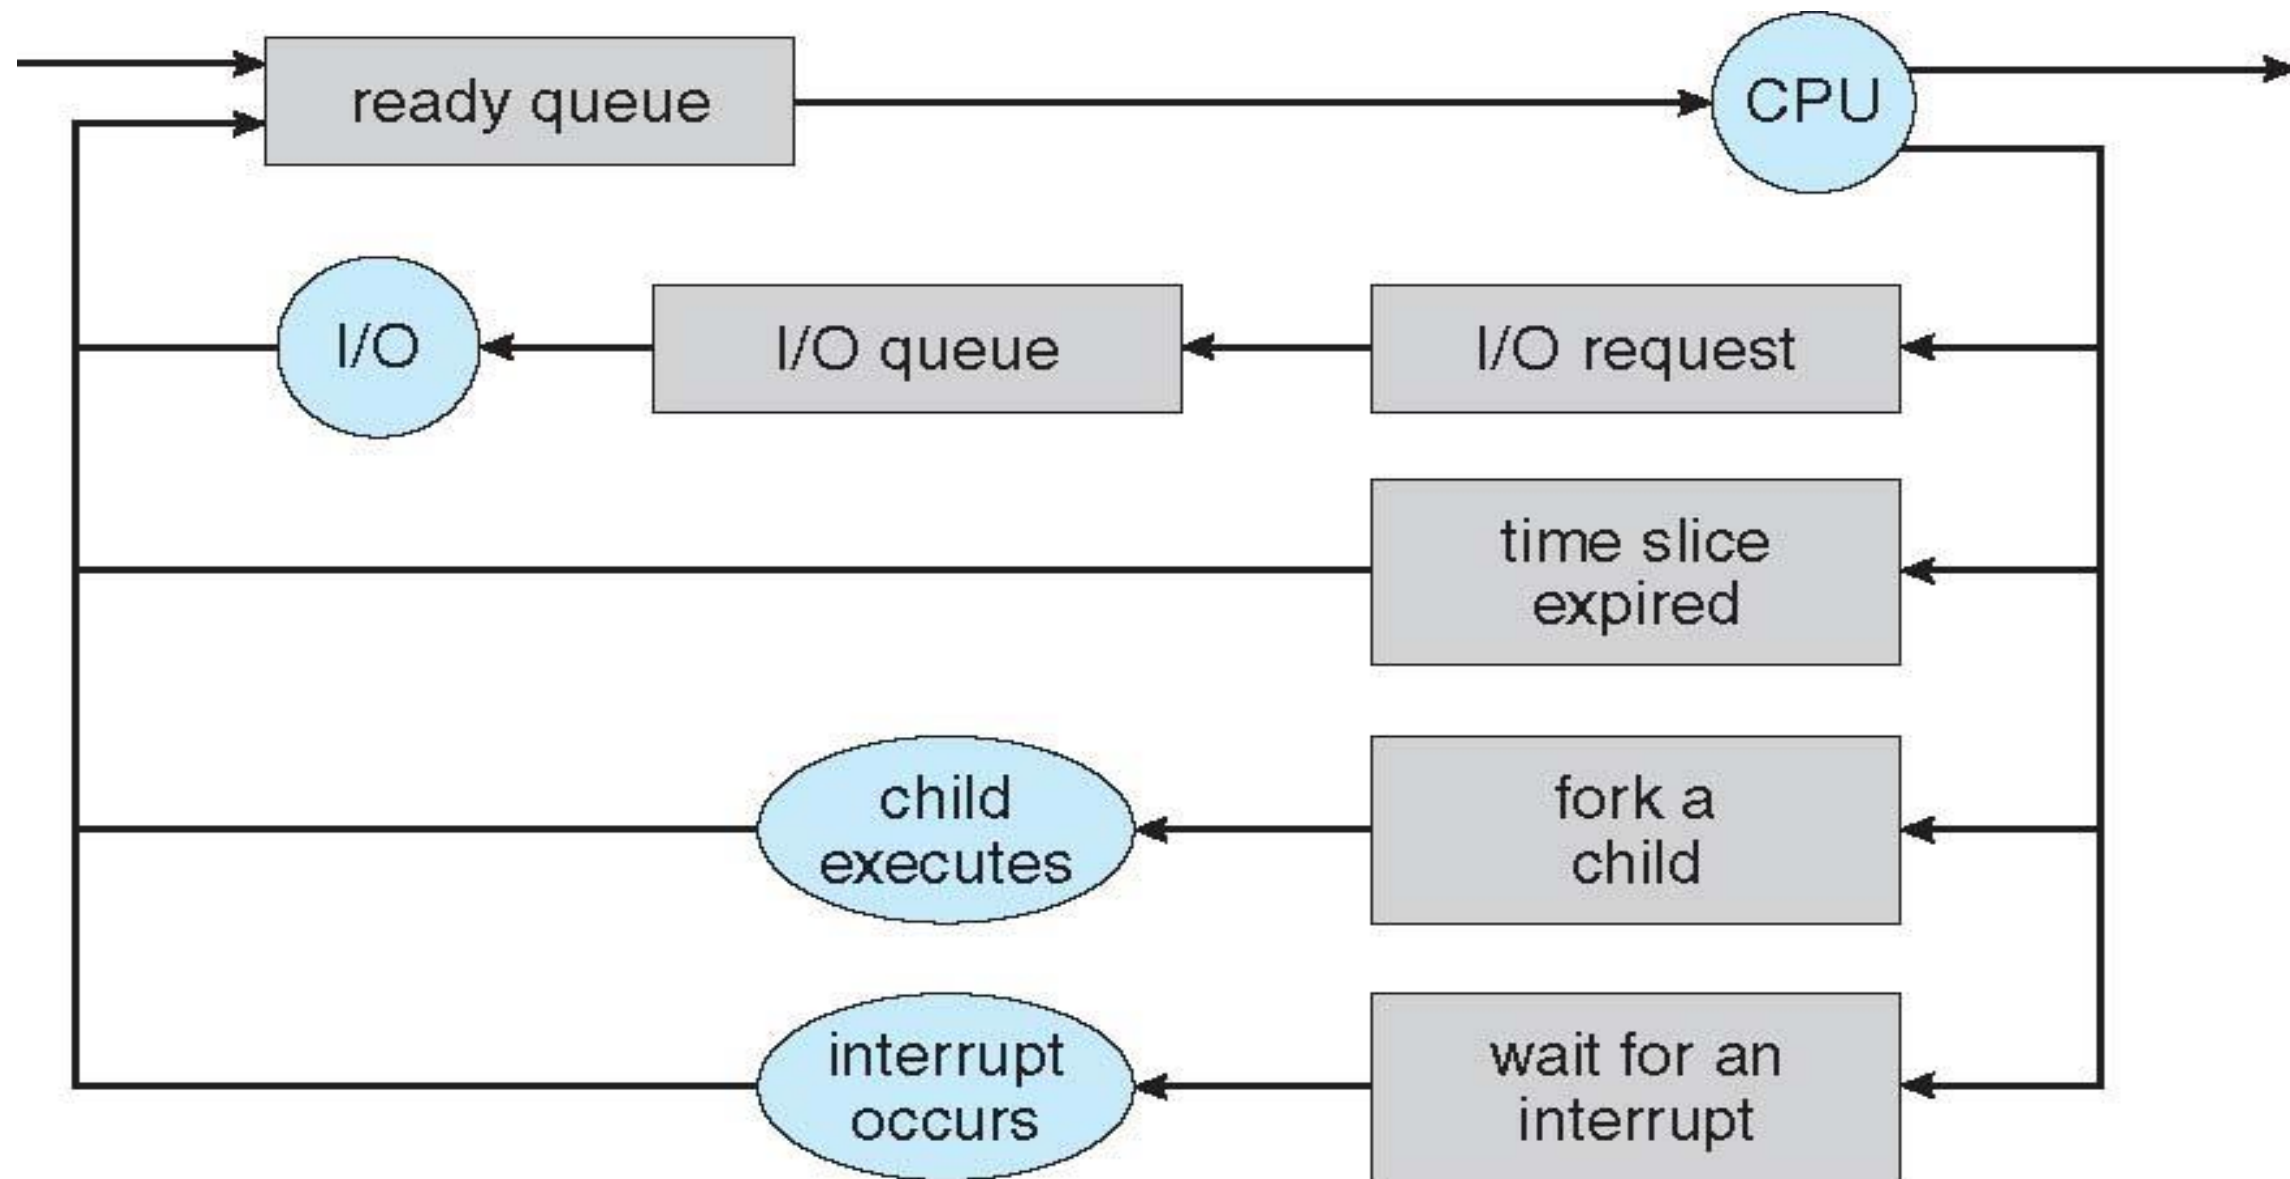 ready queue
CPU
I/O
I/O queue
I/O request
time slice
expired
child
executes
fork a
child
interrupt
occurs
wait for an
interrupt